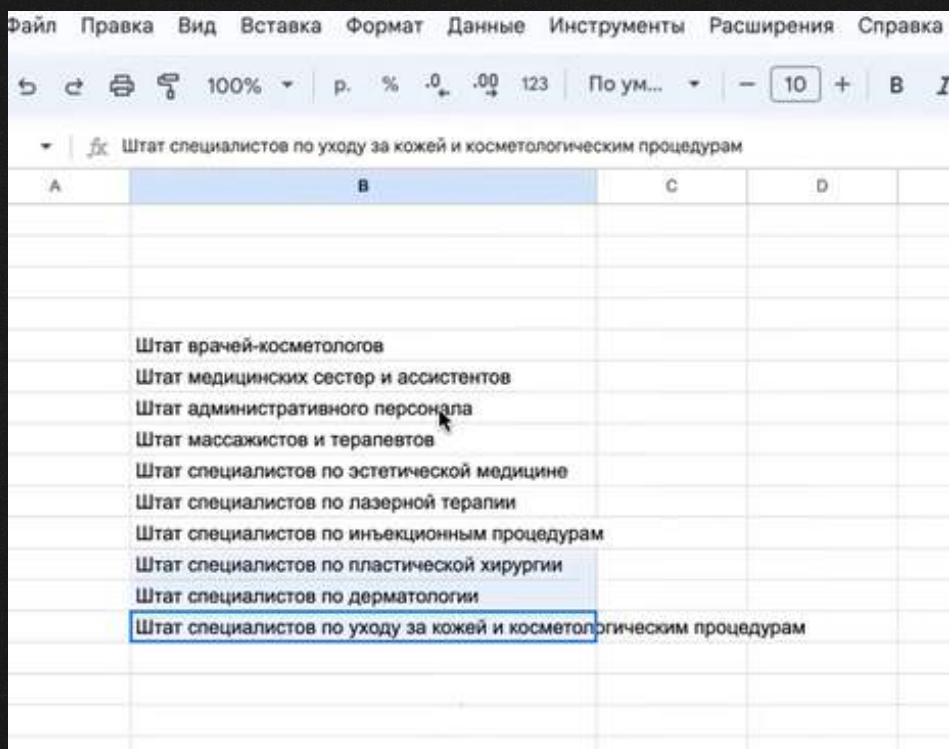 Файл Правка Вид Вставка Формат Данные Инструменты Расширения Справка
100% р. % .0 .00 123 По ум... − 10 + B I
fx Штат специалистов по уходу за кожей и косметологическим процедурам
A B C D
Штат врачей-косметологов
Штат медицинских сестер и ассистентов
Штат административного персонала
Штат массажистов и терапевтов
Штат специалистов по эстетической медицине
Штат специалистов по лазерной терапии
Штат специалистов по инъекционным процедурам
Штат специалистов по пластической хирургии
Штат специалистов по дерматологии
Штат специалистов по уходу за кожей и косметологическим процедурам